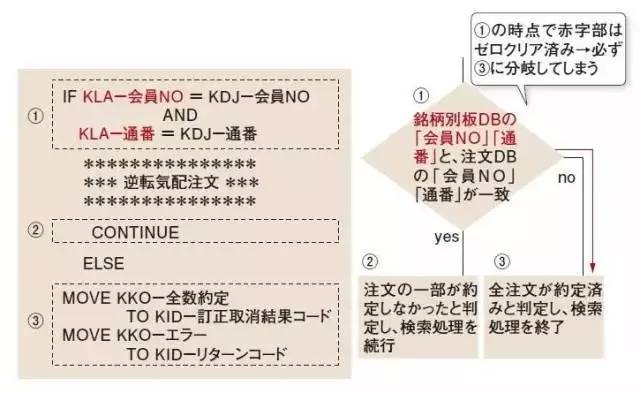 ①の時点で赤字部は
ゼロクリア済み→必ず
③に分岐してしまう
①
IF KLAー会員NO ＝ KDJー会員NO
AND
KLAー通番 ＝ KDJー通番
***************
*** 逆転気配注文 ***
***************
②
CONTINUE
ELSE
③
MOVE KKOー全数約定
TO KIDー訂正取消結果コード
MOVE KKOーエラー
TO KIDーリターンコード
①
銘柄別板DBの
「会員NO」「通
番」と、注文DB
の「会員NO」
「通番」が一致
no
yes
②
注文の一部が約
定しなかったと判
定し、検索処理を
続行
③
全注文が約定済
みと判定し、検索
処理を終了